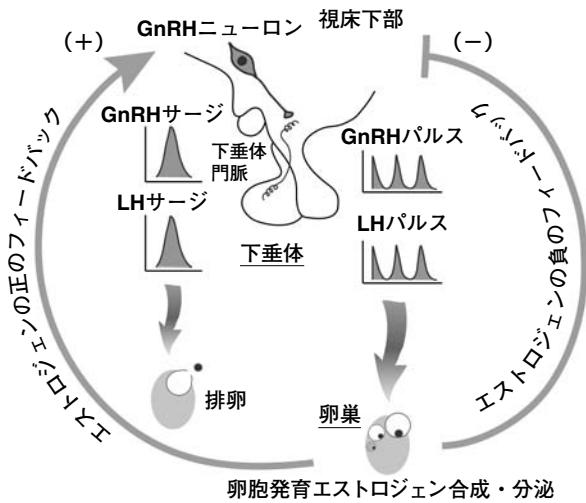 視床下部
(+)
GnRHニューロン
(−)
GnRHサージ
下垂体
門脈
GnRHパルス
LHサージ
LHパルス
下垂体
エストロジェンの正のフィードバック
エストロジェンの負のフィードバック
排卵
卵巣
卵胞発育エストロジェン合成・分泌